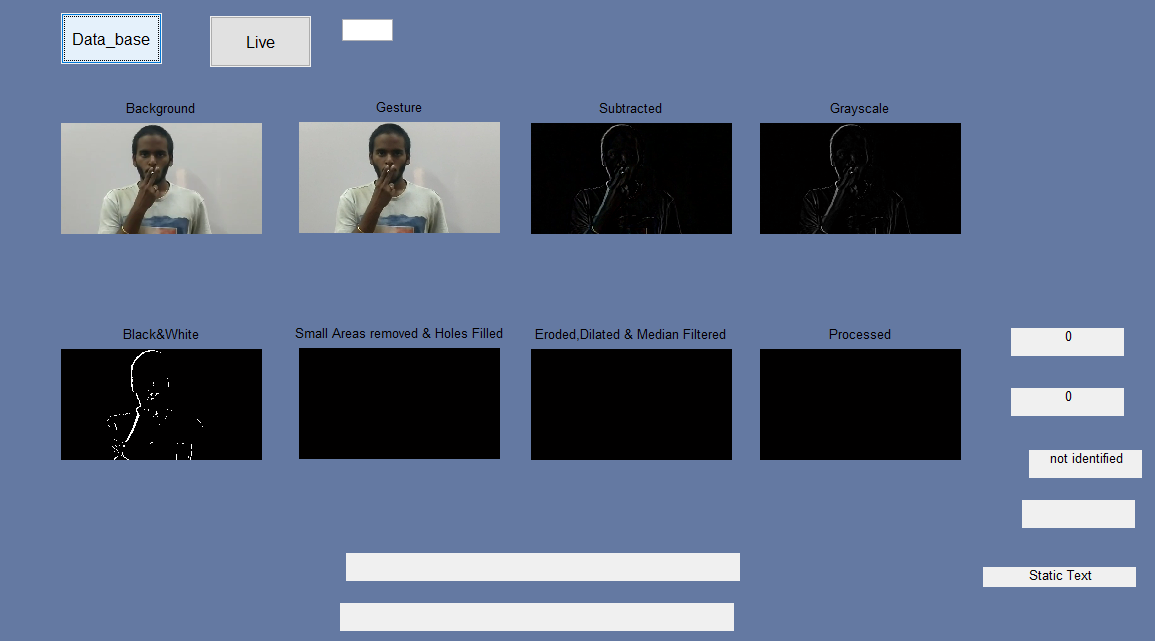 Data_base
Live
Background
Gesture
Subtracted
Grayscale
Black&White
Small Areas removed & Holes Filled
Eroded,Dilated & Median Filtered
Processed
0
0
not identified
Static Text